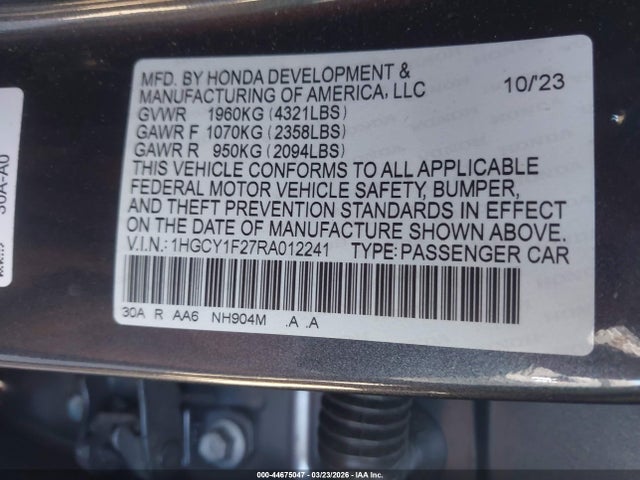 MFD. BY HONDA DEVELOPMENT &
MANUFACTURING OF AMERICA, LLC 10/'23
GVWR 1960KG (4321LBS)
GAWR F 1070KG (2358LBS)
GAWR R 950KG (2094LBS)
THIS VEHICLE CONFORMS TO ALL APPLICABLE
FEDERAL MOTOR VEHICLE SAFETY, BUMPER,
AND THEFT PREVENTION STANDARDS IN EFFECT
ON THE DATE OF MANUFACTURE SHOWN ABOVE.
V.I.N.: 1HGCY1F27RA012241 TYPE: PASSENGER CAR
30A R AA6 NH904M .A .A
30A-A0
000-44675047 | 03/23/2026 | IAA Inc.